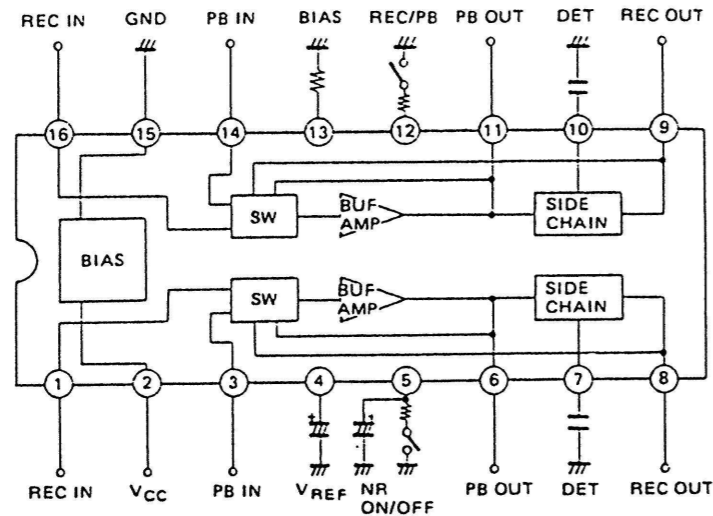 REC IN GND PB IN BIAS REC/PB PB OUT DET REC OUT
16 15 14 13 12 11 10 9
SW
BUF
AMP
SIDE
CHAIN
BIAS
SW
BUF
AMP
SIDE
CHAIN
1 2 3 4 5 6 7 8
+ +
REC IN VCC PB IN VREF NR
ON/OFF PB OUT DET REC OUT